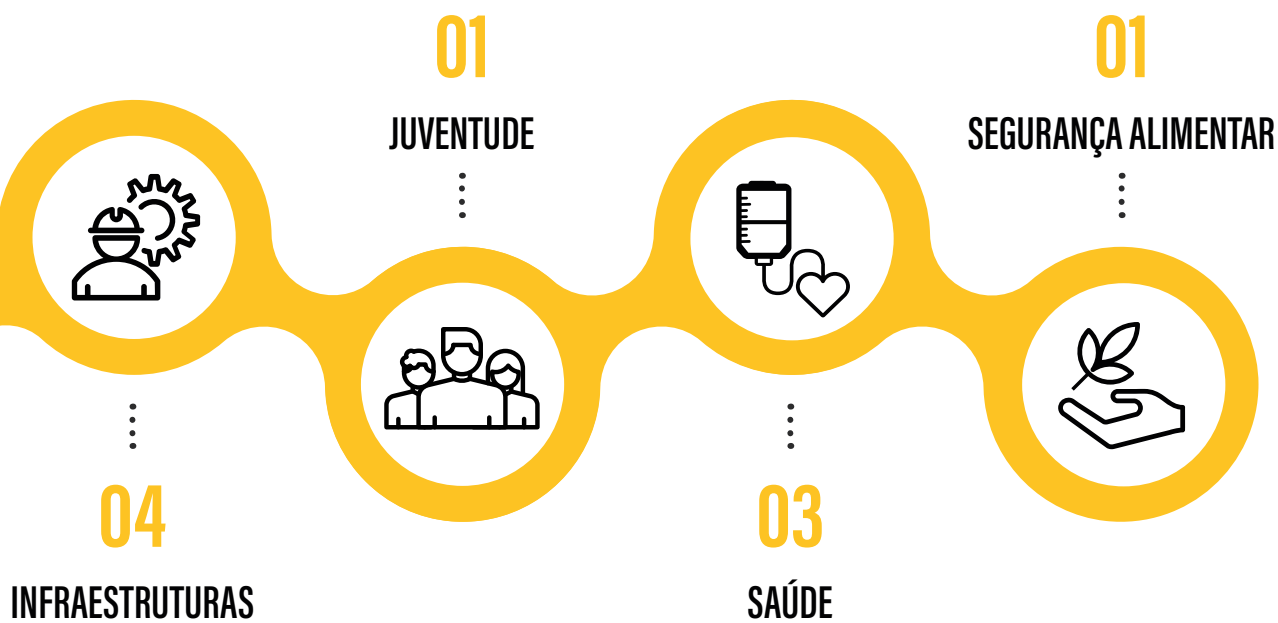 01
JUVENTUDE
01
SEGURANÇA ALIMENTAR
04
INFRAESTRUTURAS
03
SAÚDE